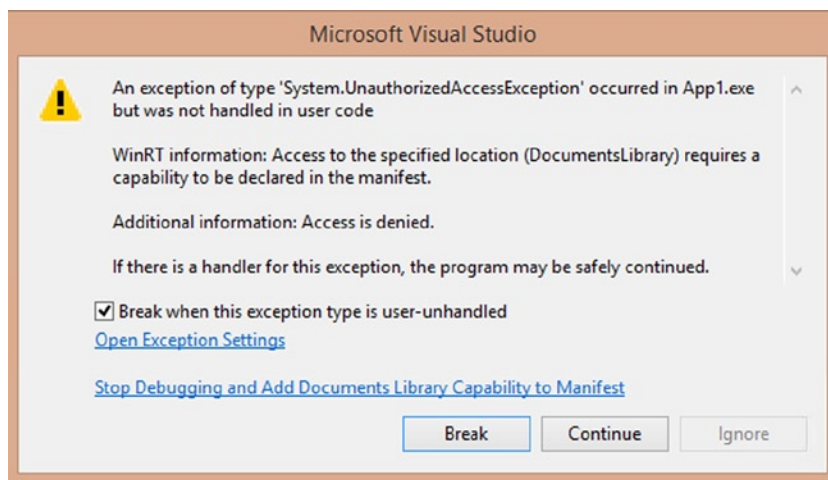 Microsoft Visual Studio
An exception of type 'System.UnauthorizedAccessException' occurred in App1.exe
but was not handled in user code
WinRT information: Access to the specified location (DocumentsLibrary) requires a
capability to be declared in the manifest.
Additional information: Access is denied.
If there is a handler for this exception, the program may be safely continued.
Break when this exception type is user-unhandled
Open Exception Settings
Stop Debugging and Add Documents Library Capability to Manifest
Break Continue Ignore